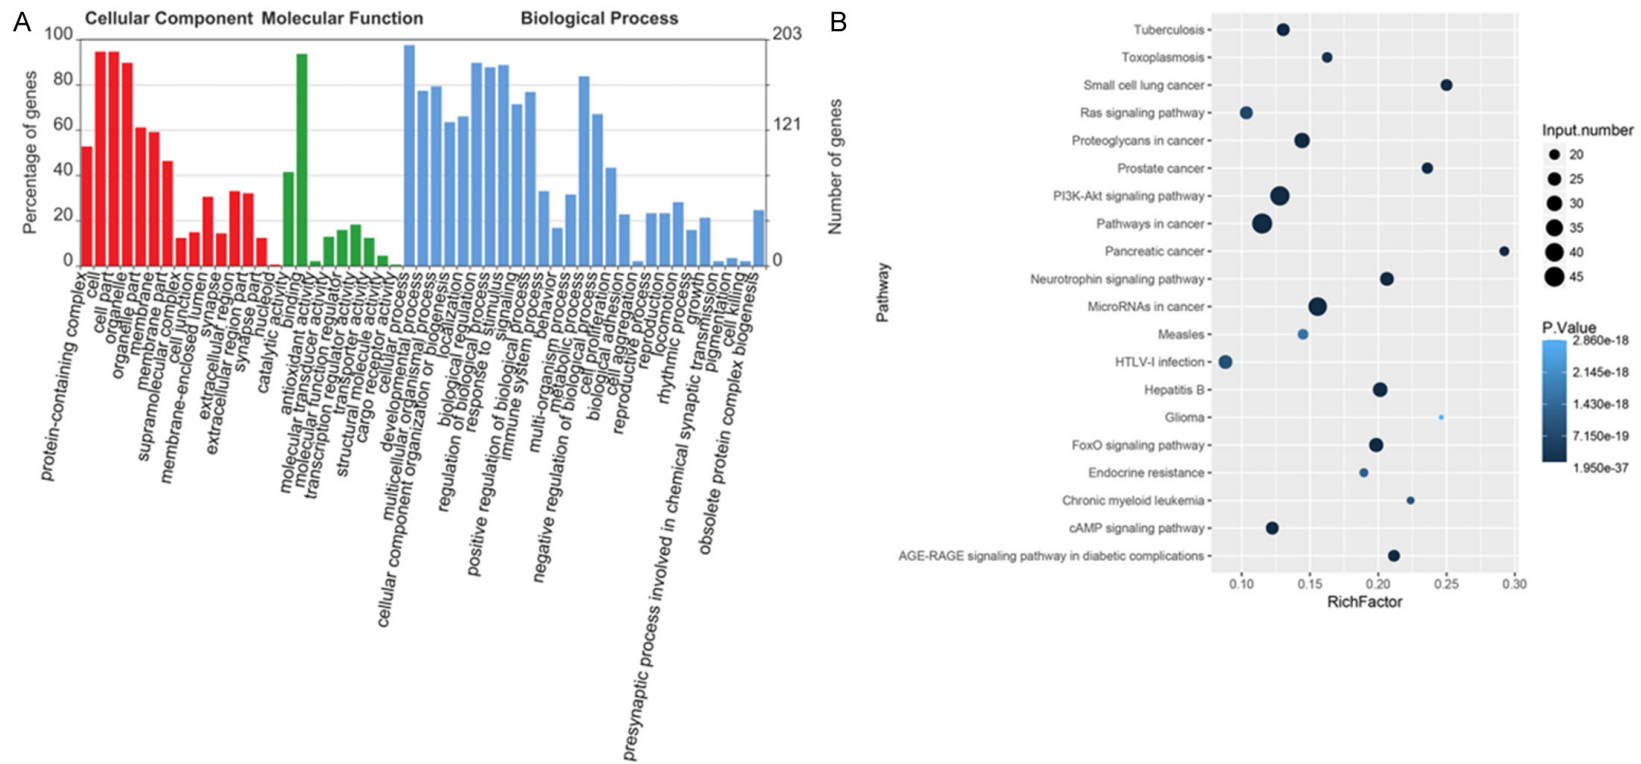 A
Cellular Component Molecular Function Biological Process
Percentage of genes
100
80
60
40
20
0
203
121
0
Number of genes
protein-containing complex
cell
cell part
organelle
organelle part
membrane
membrane part
supramolecular complex
cell junction
membrane-enclosed lumen
synapse
extracellular region
extracellular region part
synapse part
nucleoid
catalytic activity
binding
antioxidant activity
molecular transducer activity
molecular function regulator
transcription regulator activity
transporter activity
structural molecule activity
cargo receptor activity
cellular process
developmental process
multicellular organismal process
cellular component organization or biogenesis
localization
biological regulation
regulation of biological process
response to stimulus
signaling
positive regulation of biological process
immune system process
behavior
multi-organism process
metabolic process
negative regulation of biological process
cell proliferation
biological adhesion
cell aggregation
reproductive process
reproduction
locomotion
rhythmic process
growth
presynaptic process involved in chemical synaptic transmission
pigmentation
cell killing
obsolete protein complex biogenesis
B
Pathway
Tuberculosis
Toxoplasmosis
Small cell lung cancer
Ras signaling pathway
Proteoglycans in cancer
Prostate cancer
PI3K-Akt signaling pathway
Pathways in cancer
Pancreatic cancer
Neurotrophin signaling pathway
MicroRNAs in cancer
Measles
HTLV-I infection
Hepatitis B
Glioma
FoxO signaling pathway
Endocrine resistance
Chronic myeloid leukemia
cAMP signaling pathway
AGE-RAGE signaling pathway in diabetic complications
0.10 0.15 0.20 0.25 0.30
RichFactor
Input.number
20
25
30
35
40
45
P.Value
2.860e-18
2.145e-18
1.430e-18
7.150e-19
1.950e-37